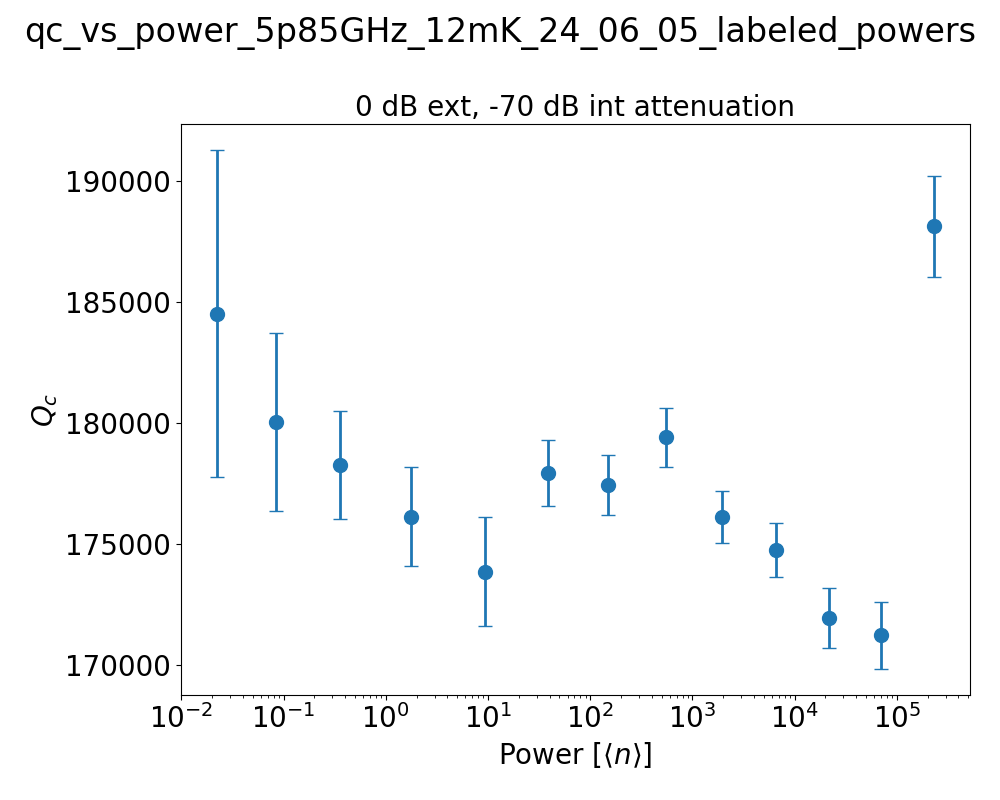 qc_vs_power_5p85GHz_12mK_24_06_05_labeled_powers
0 dB ext, -70 dB int attenuation
190000
185000
180000
175000
170000
Q_c
10^{-2} 10^{-1} 10^0 10^1 10^2 10^3 10^4 10^5
Power [⟨n⟩]